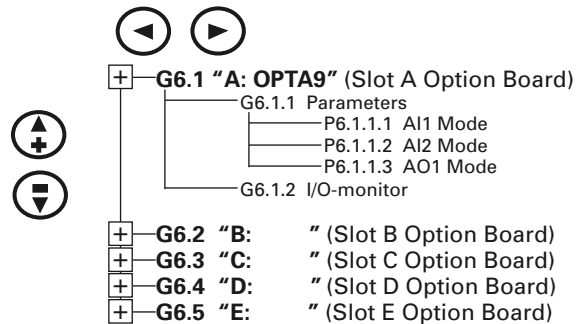 G6.1 “A: OPTA9” (Slot A Option Board)
G6.1.1 Parameters
P6.1.1.1 AI1 Mode
P6.1.1.2 AI2 Mode
P6.1.1.3 AO1 Mode
G6.1.2 I/O-monitor
G6.2 “B: ” (Slot B Option Board)
G6.3 “C: ” (Slot C Option Board)
G6.4 “D: ” (Slot D Option Board)
G6.5 “E: ” (Slot E Option Board)